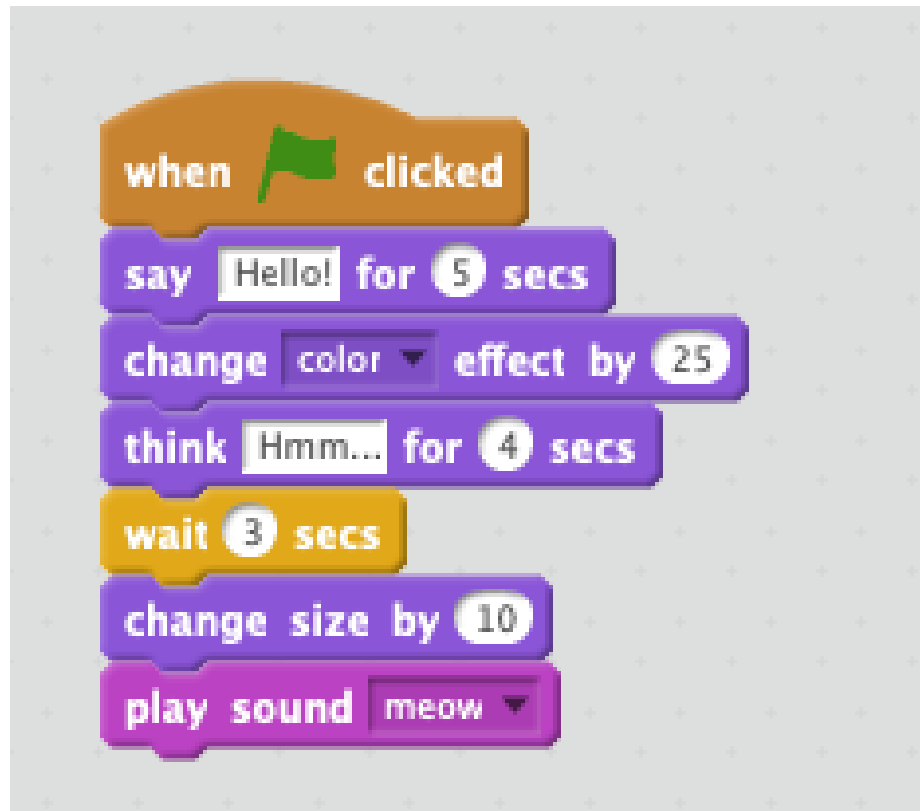 when clicked
say Hello! for 5 secs
change color effect by 25
think Hmm... for 4 secs
wait 3 secs
change size by 10
play sound meow